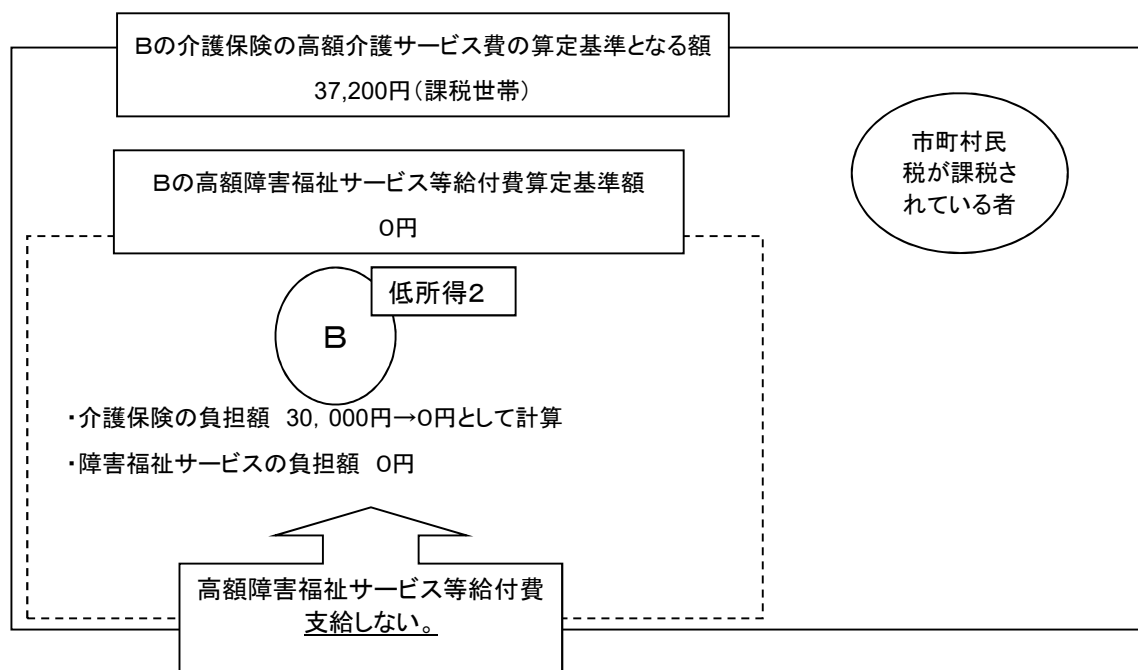 Bの介護保険の高額介護サービス費の算定基準となる額
37,200円（課税世帯）
市町村民
税が課税さ
れている者
Bの高額障害福祉サービス等給付費算定基準額
0円
低所得2
B
・介護保険の負担額 30, 000円→0円として計算
・障害福祉サービスの負担額 0円
高額障害福祉サービス等給付費
支給しない。